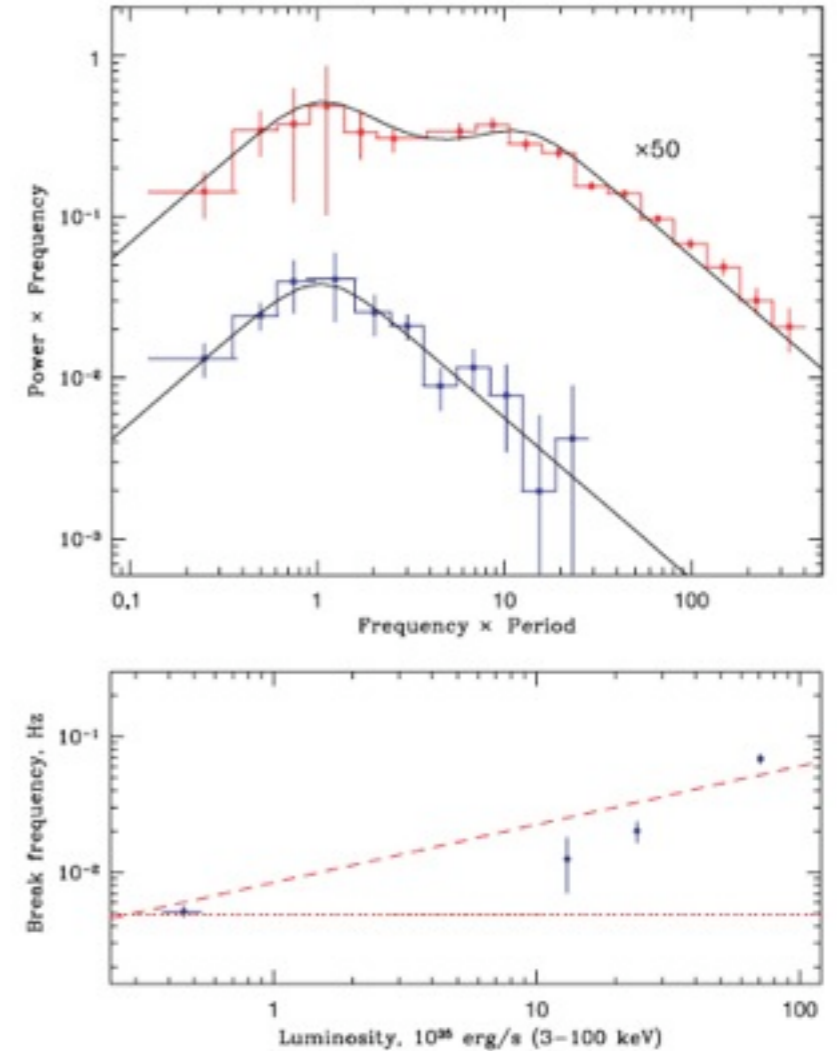 Power × Frequency
1
10⁻¹
10⁻²
10⁻³
×50
0.1 1 10 100
Frequency × Period
Break frequency, Hz
10⁻¹
10⁻²
1 10 100
Luminosity, 10³⁵ erg/s (3–100 keV)